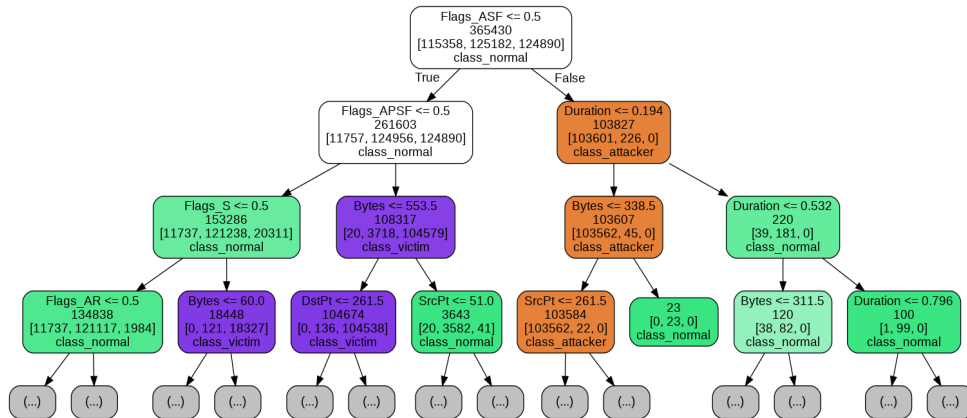 Flags_ASF <= 0.5
365430
[115358, 125182, 124890]
class_normal
True
False
Flags_APSF <= 0.5
261603
[11757, 124956, 124890]
class_normal
Duration <= 0.194
103827
[103601, 226, 0]
class_attacker
Flags_S <= 0.5
153286
[11737, 121238, 20311]
class_normal
Bytes <= 553.5
108317
[20, 3718, 104579]
class_victim
Bytes <= 338.5
103607
[103562, 45, 0]
class_attacker
Duration <= 0.532
220
[39, 181, 0]
class_normal
Flags_AR <= 0.5
134838
[11737, 121117, 1984]
class_normal
Bytes <= 60.0
18448
[0, 121, 18327]
class_victim
DstPt <= 261.5
104674
[0, 136, 104538]
class_victim
SrcPt <= 51.0
3643
[20, 3582, 41]
class_normal
SrcPt <= 261.5
103584
[103562, 22, 0]
class_attacker
23
[0, 23, 0]
class_normal
Bytes <= 311.5
120
[38, 82, 0]
class_normal
Duration <= 0.796
100
[1, 99, 0]
class_normal
(...)
(...)
(...)
(...)
(...)
(...)
(...)
(...)
(...)
(...)
(...)
(...)
(...)
(...)